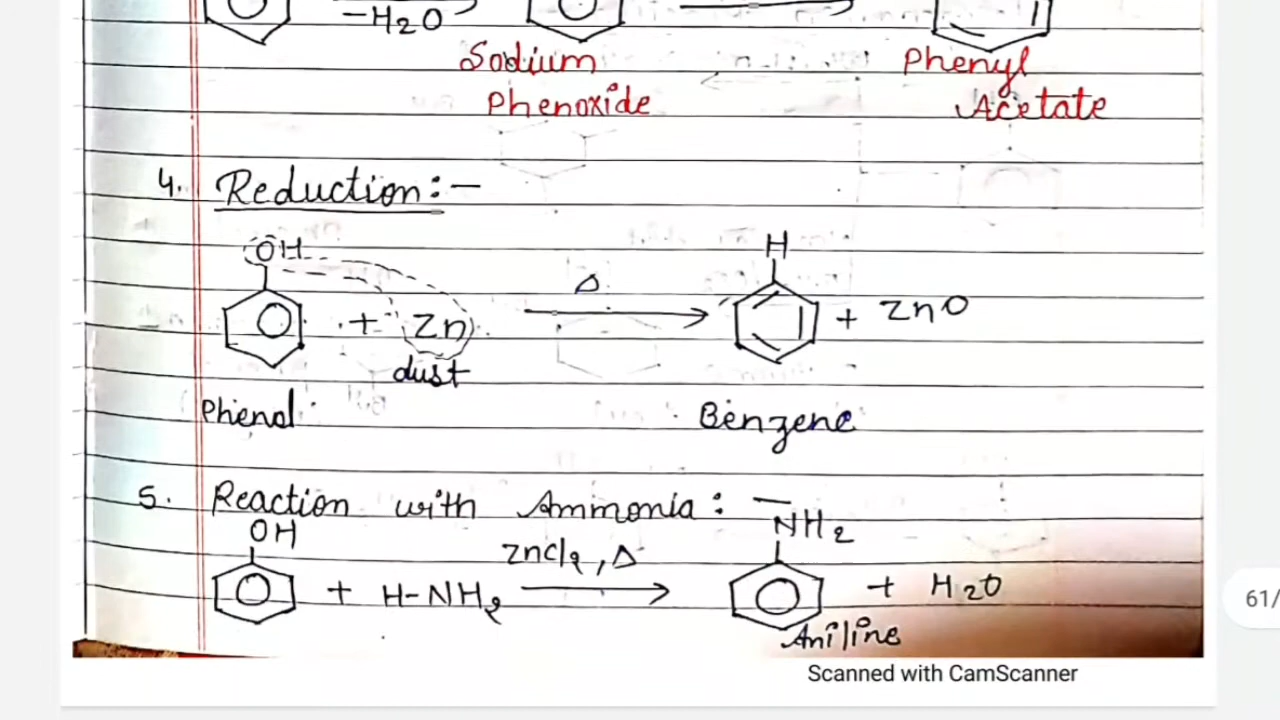 -H2O
Sodium
Phenoxide
Phenyl
Acetate
4. Reduction:-
OH
+ Zn
dust
Δ
H
+ ZnO
Phenol
Benzene
5. Reaction with Ammonia: -
OH
+ H-NH2
ZnCl2, Δ
NH2
+ H2O
Aniline
Scanned with CamScanner
61/